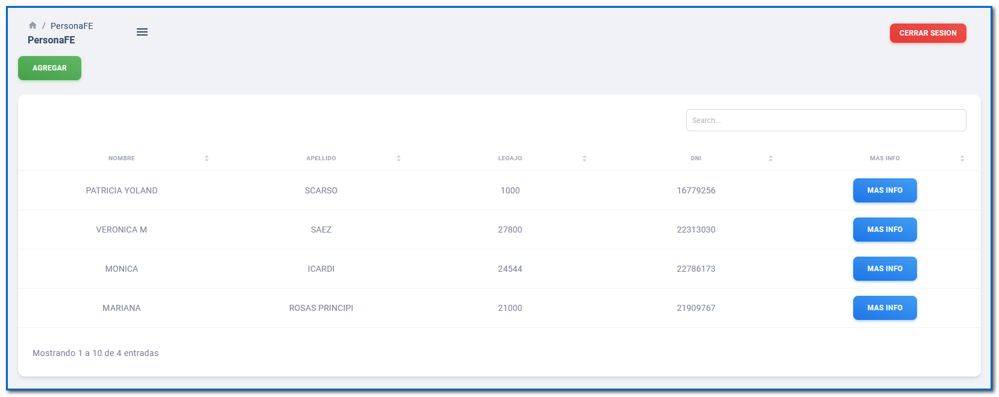 / PersonaFE
PersonaFE
CERRAR SESION
AGREGAR
Search...
NOMBRE APELLIDO LEGAJO DNI MAS INFO
PATRICIA YOLAND SCARSO 1000 16779256 MAS INFO
VERONICA M SAEZ 27800 22313030 MAS INFO
MONICA ICARDI 24544 22786173 MAS INFO
MARIANA ROSAS PRINCIPI 21000 21909767 MAS INFO
Mostrando 1 a 10 de 4 entradas